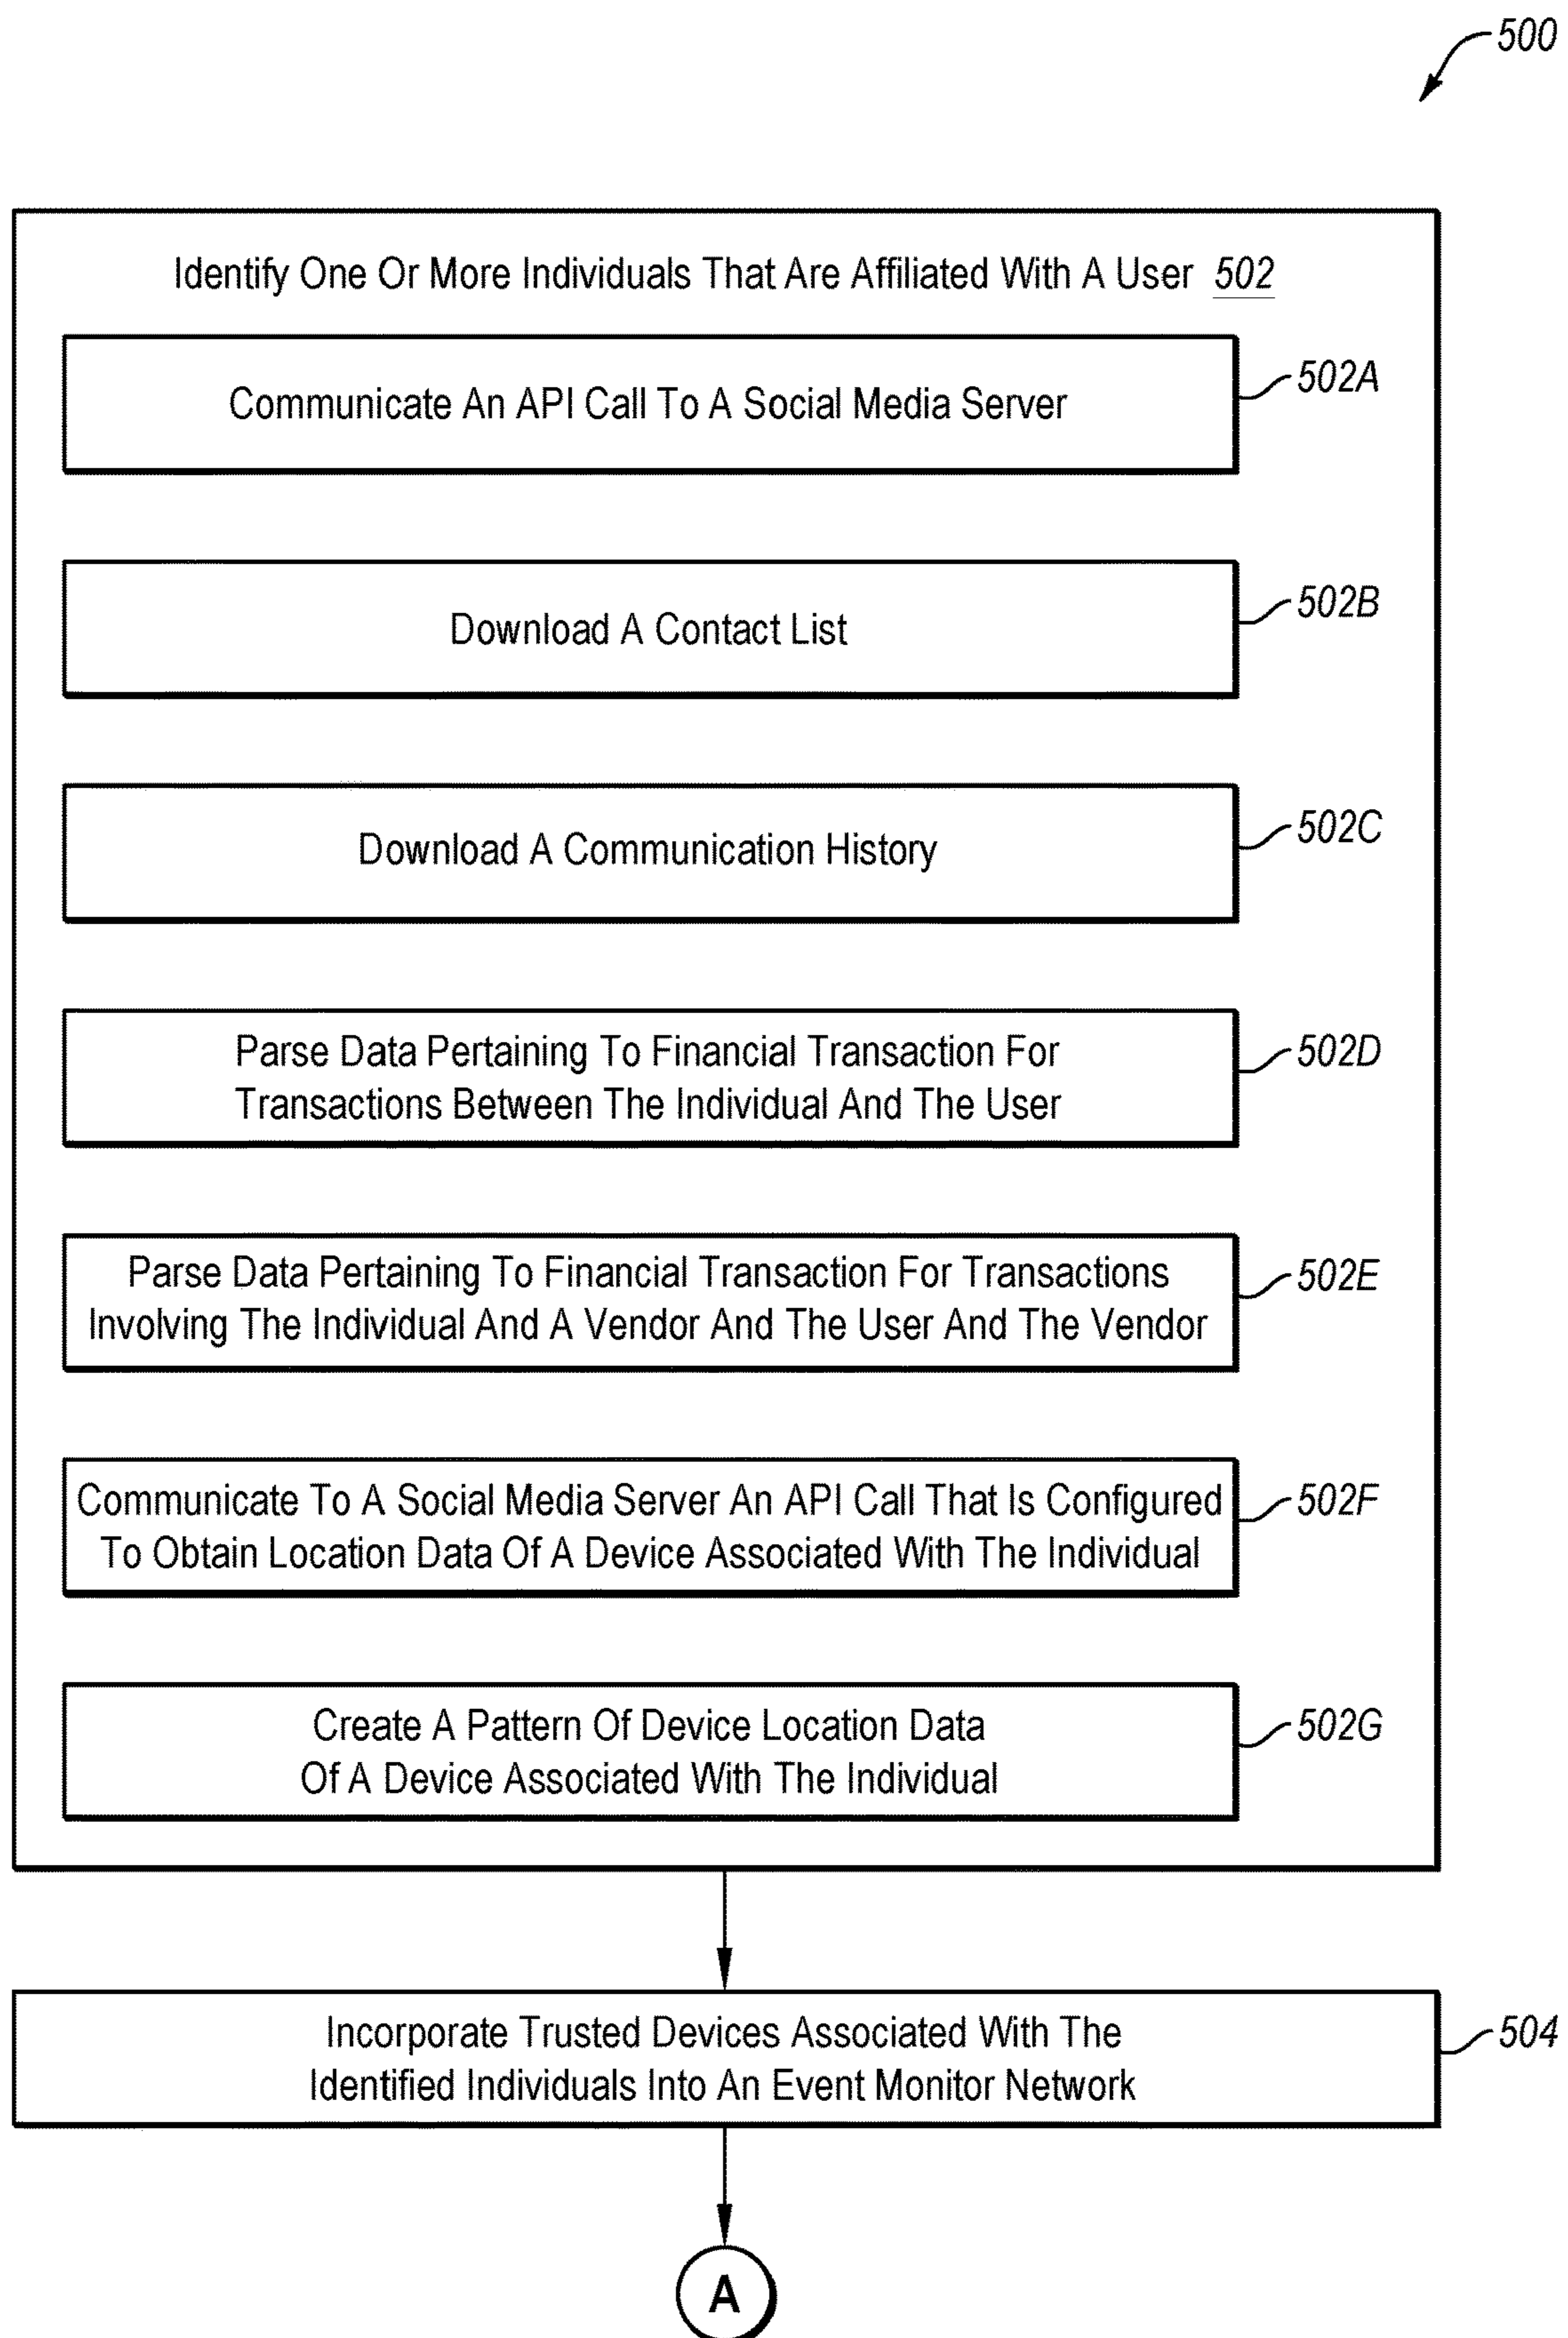 500
Identify One Or More Individuals That Are Affiliated With A User 502
Communicate An API Call To A Social Media Server
502A
Download A Contact List
502B
Download A Communication History
502C
Parse Data Pertaining To Financial Transaction For
Transactions Between The Individual And The User
502D
Parse Data Pertaining To Financial Transaction For Transactions
Involving The Individual And A Vendor And The User And The Vendor
502E
Communicate To A Social Media Server An API Call That Is Configured
To Obtain Location Data Of A Device Associated With The Individual
502F
Create A Pattern Of Device Location Data
Of A Device Associated With The Individual
502G
Incorporate Trusted Devices Associated With The
Identified Individuals Into An Event Monitor Network
504
A